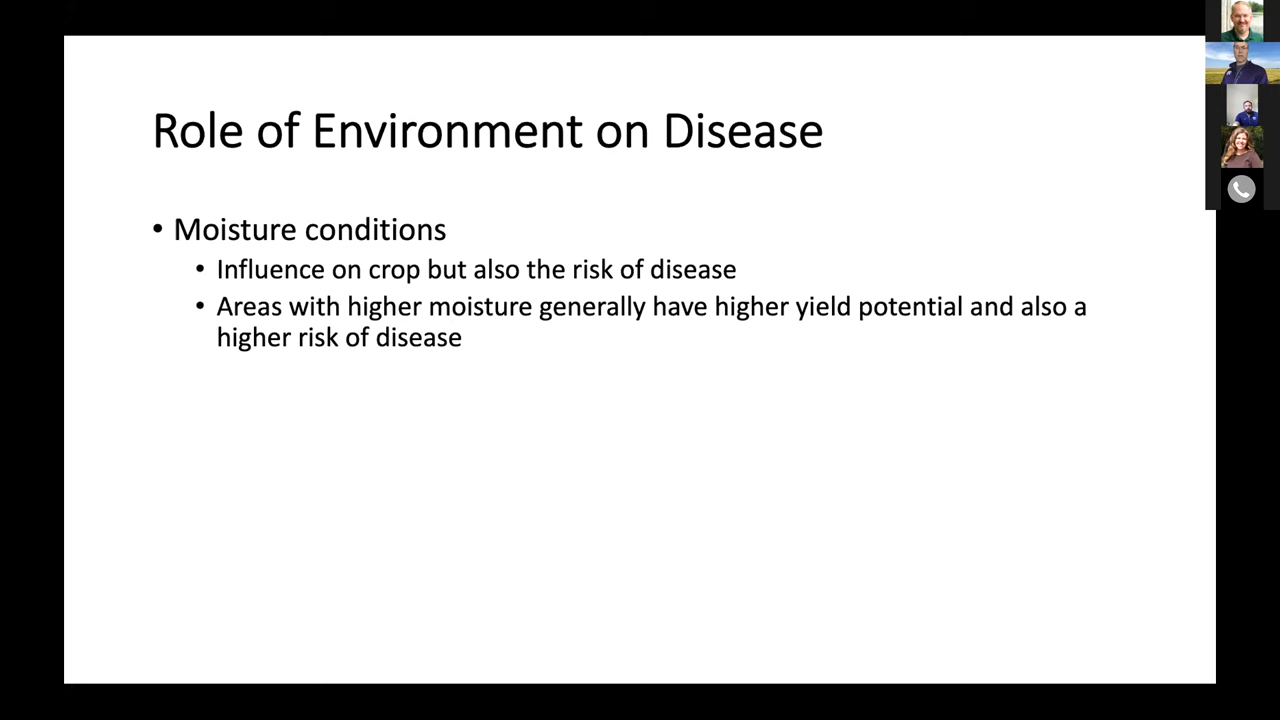 Role of Environment on Disease
• Moisture conditions
• Influence on crop but also the risk of disease
• Areas with higher moisture generally have higher yield potential and also a
higher risk of disease